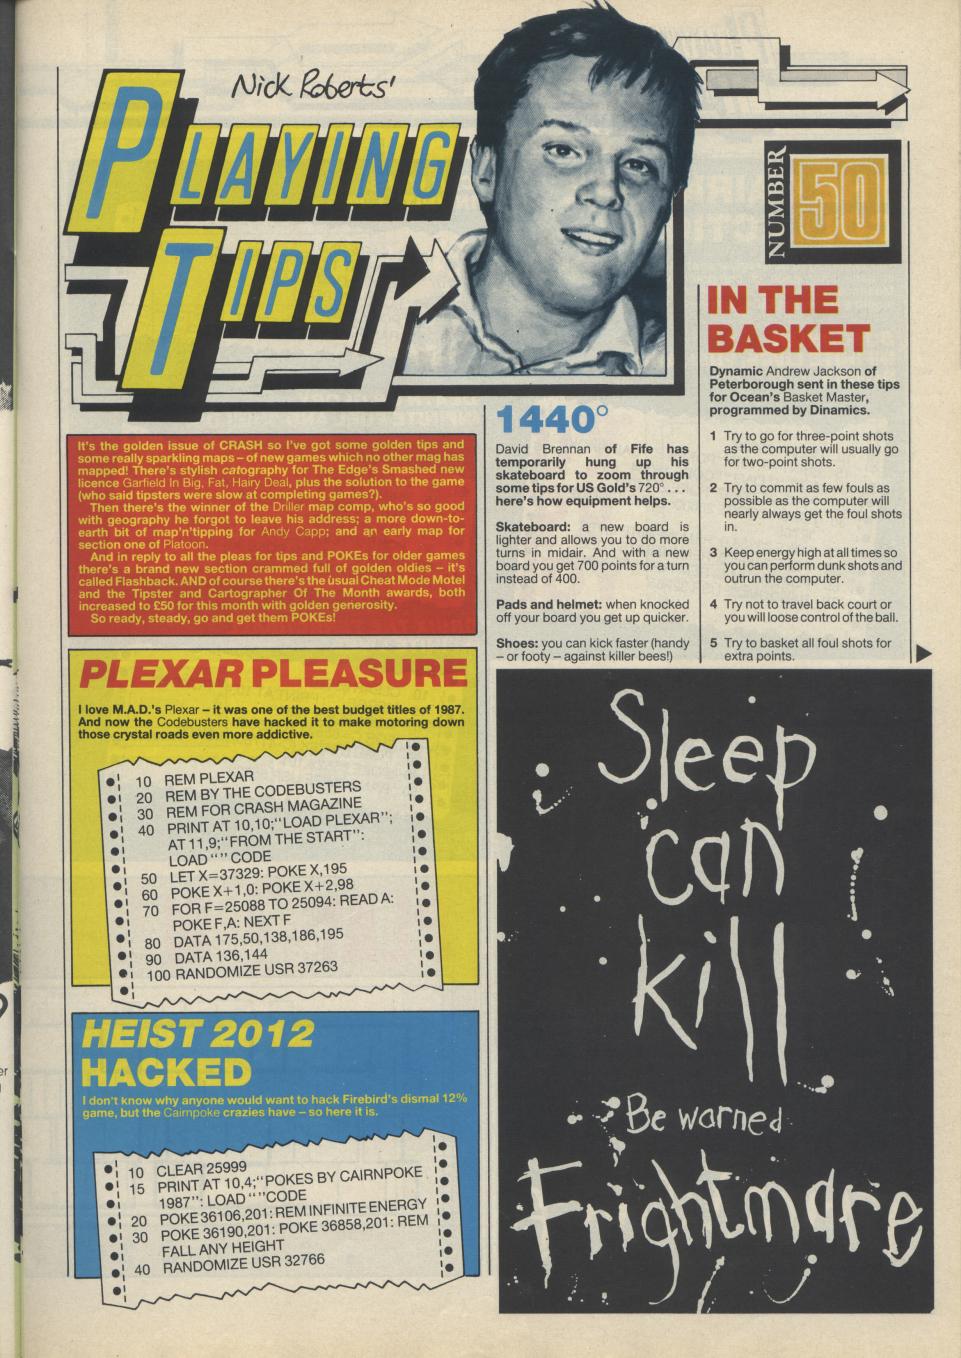 Nick Roberts'
PLAYING
TIPS
NUMBER
50
It's the golden issue of CRASH so I've got some golden tips and
some really sparkling maps – of new games which no other mag has
mapped! There's stylish catography for The Edge's Smashed new
licence Garfield In Big, Fat, Hairy Deal, plus the solution to the game
(who said tipsters were slow at completing games?).
Then there's the winner of the Driller map comp, who's so good
with geography he forgot to leave his address; a more down-to-
earth bit of map'n'tipping for Andy Capp; and an early map for
section one of Platoon.
And in reply to all the pleas for tips and POKEs for older games
there's a brand new section crammed full of golden oldies – it's
called Flashback. AND of course there's the usual Cheat Mode Motel
and the Tipster and Cartographer Of The Month awards, both
increased to £50 for this month with golden generosity.
So ready, steady, go and get them POKEs!
PLEXAR PLEASURE
I love M.A.D.'s Plexar – it was one of the best budget titles of 1987.
And now the Codebusters have hacked it to make motoring down
those crystal roads even more addictive.
10 REM PLEXAR
20 REM BY THE CODEBUSTERS
30 REM FOR CRASH MAGAZINE
40 PRINT AT 10,10;"LOAD PLEXAR";
AT 11,9;"FROM THE START":
LOAD "" CODE
50 LET X=37329: POKE X,195
60 POKE X+1,0: POKE X+2,98
70 FOR F=25088 TO 25094: READ A:
POKE F,A: NEXT F
80 DATA 175,50,138,186,195
90 DATA 136,144
100 RANDOMIZE USR 37263
HEIST 2012
HACKED
I don't know why anyone would want to hack Firebird's dismal 12%
game, but the Cairnpoke crazies have – so here it is.
10 CLEAR 25999
15 PRINT AT 10,4;"POKES BY CAIRNPOKE
1987": LOAD ""CODE
20 POKE 36106,201: REM INFINITE ENERGY
30 POKE 36190,201: POKE 36858,201: REM
FALL ANY HEIGHT
40 RANDOMIZE USR 32766
1440°
David Brennan of Fife has
temporarily hung up his
skateboard to zoom through
some tips for US Gold's 720° . . .
here's how equipment helps.
Skateboard: a new board is
lighter and allows you to do more
turns in midair. And with a new
board you get 700 points for a turn
instead of 400.
Pads and helmet: when knocked
off your board you get up quicker.
Shoes: you can kick faster (handy
– or footy – against killer bees!)
IN THE
BASKET
Dynamic Andrew Jackson of
Peterborough sent in these tips
for Ocean's Basket Master,
programmed by Dinamics.
1 Try to go for three-point shots
as the computer will usually go
for two-point shots.
2 Try to commit as few fouls as
possible as the computer will
nearly always get the foul shots
in.
3 Keep energy high at all times so
you can perform dunk shots and
outrun the computer.
4 Try not to travel back court or
you will loose control of the ball.
5 Try to basket all foul shots for
extra points.
Sleep
can
kill
Be warned
Frightmare